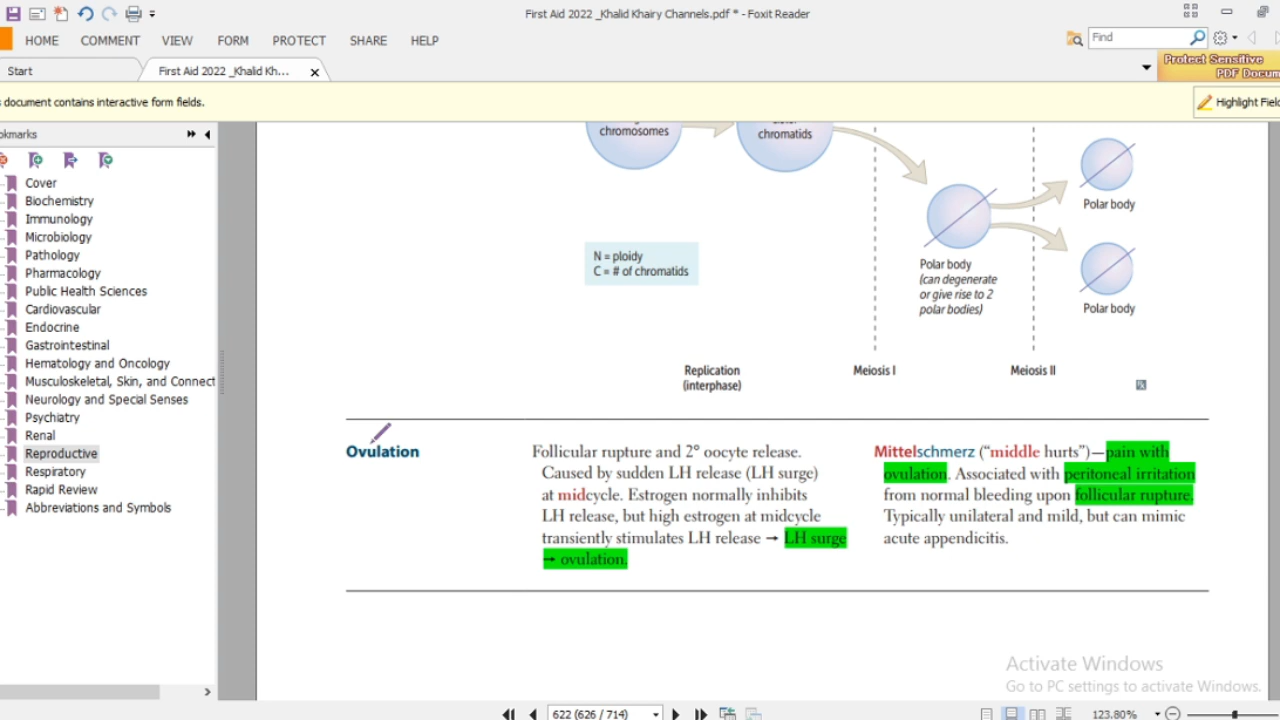 First Aid 2022 _Khalid Khairy Channels.pdf * - Foxit Reader
HOME COMMENT VIEW FORM PROTECT SHARE HELP
Find
Start
First Aid 2022 _Khalid Kh...
Protect Sensitive
PDF Docum
document contains interactive form fields.
Highlight Fiel
okmarks
Cover
Biochemistry
Immunology
Microbiology
Pathology
Pharmacology
Public Health Sciences
Cardiovascular
Endocrine
Gastrointestinal
Hematology and Oncology
Musculoskeletal, Skin, and Connect
Neurology and Special Senses
Psychiatry
Renal
Reproductive
Respiratory
Rapid Review
Abbreviations and Symbols
chromosomes
chromatids
Polar body
N = ploidy
C = # of chromatids
Polar body
(can degenerate
or give rise to 2
polar bodies)
Polar body
Replication
(interphase)
Meiosis I
Meiosis II
Ovulation
Follicular rupture and 2° oocyte release.
Caused by sudden LH release (LH surge)
at midcycle. Estrogen normally inhibits
LH release, but high estrogen at midcycle
transiently stimulates LH release → LH surge
→ ovulation.
Mittelschmerz (“middle hurts”)—pain with
ovulation. Associated with peritoneal irritation
from normal bleeding upon follicular rupture.
Typically unilateral and mild, but can mimic
acute appendicitis.
Activate Windows
Go to PC settings to activate Windows.
622 (626 / 714)
123.80%